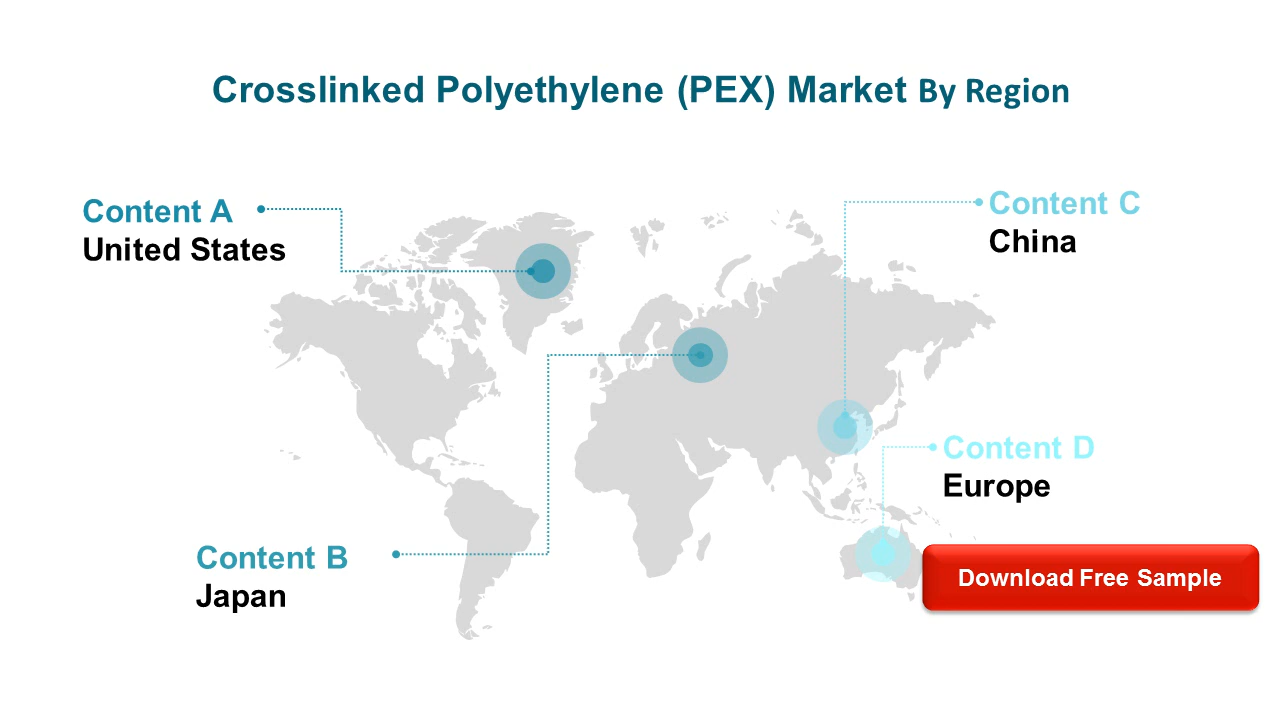 Crosslinked Polyethylene (PEX) Market By Region
Content A
United States
Content C
China
Content D
Europe
Content B
Japan
Download Free Sample